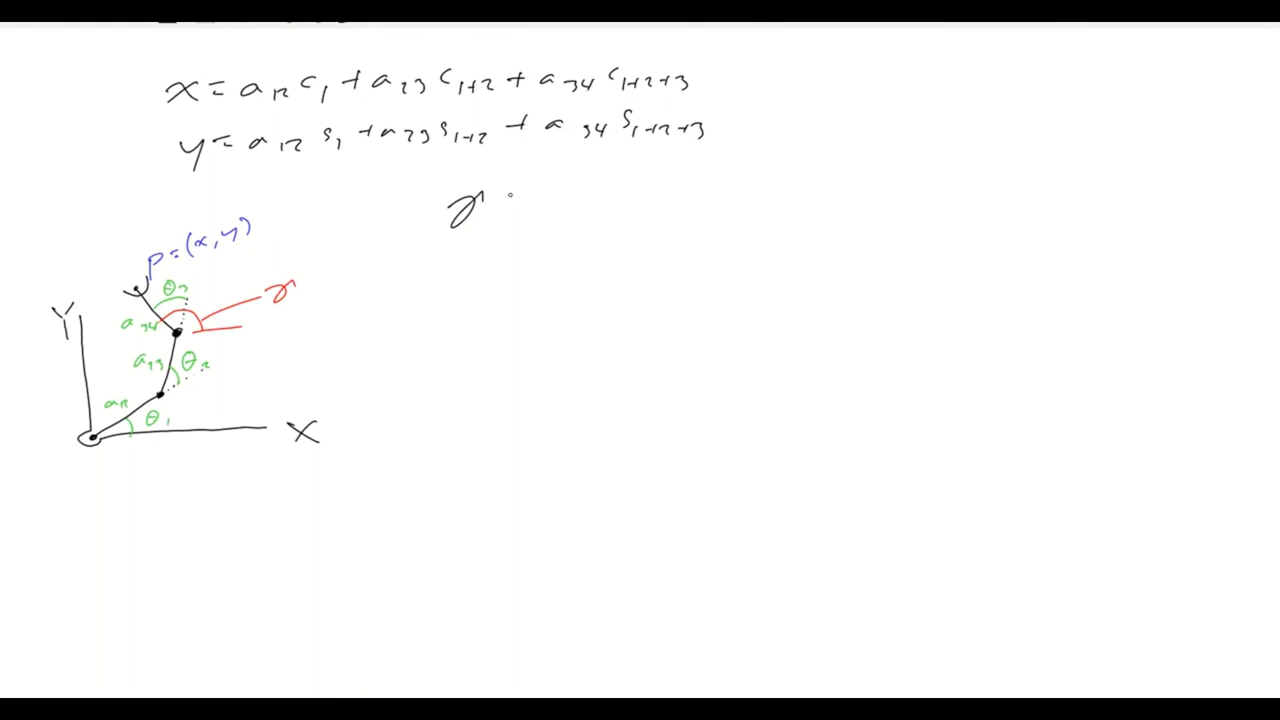 x = a₁₂ c₁ + a₂₃ c₁₊₂ + a₃₄ c₁₊₂₊₃
y = a₁₂ s₁ + a₂₃ s₁₊₂ + a₃₄ s₁₊₂₊₃
γ
P = (x, y)
θ₃
γ
Y
a₃₄
a₂₃ θ₂
a₁₂ θ₁
X